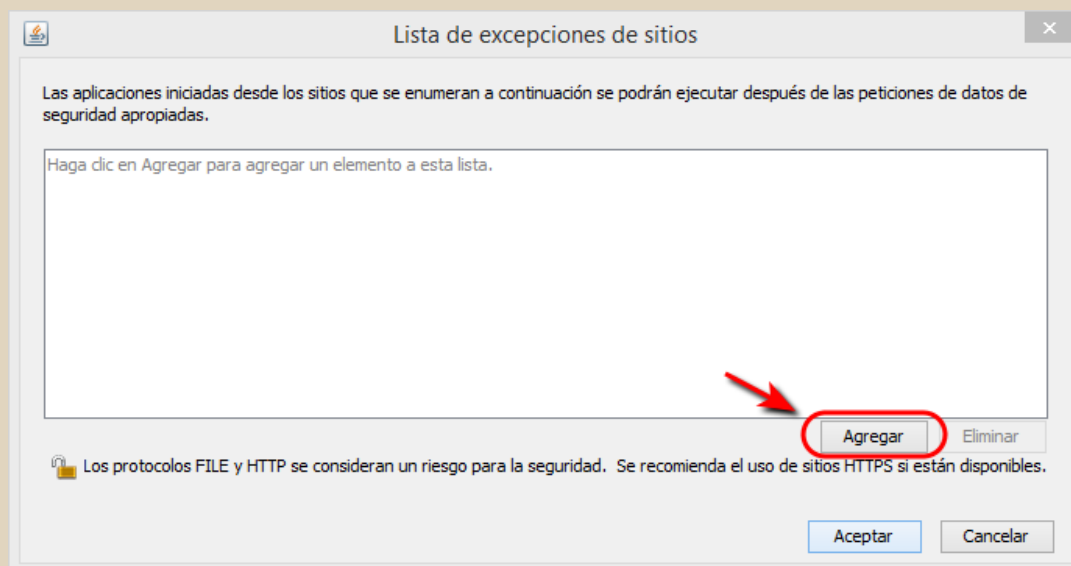 Lista de excepciones de sitios
Las aplicaciones iniciadas desde los sitios que se enumeran a continuación se podrán ejecutar después de las peticiones de datos de
seguridad apropiadas.
Haga clic en Agregar para agregar un elemento a esta lista.
Agregar Eliminar
Los protocolos FILE y HTTP se consideran un riesgo para la seguridad. Se recomienda el uso de sitios HTTPS si están disponibles.
Aceptar Cancelar